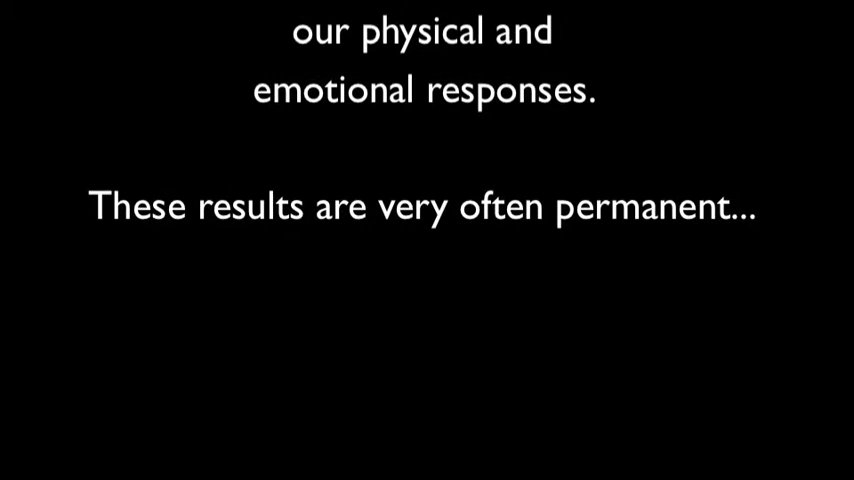 our physical and
emotional responses.
These results are very often permanent...